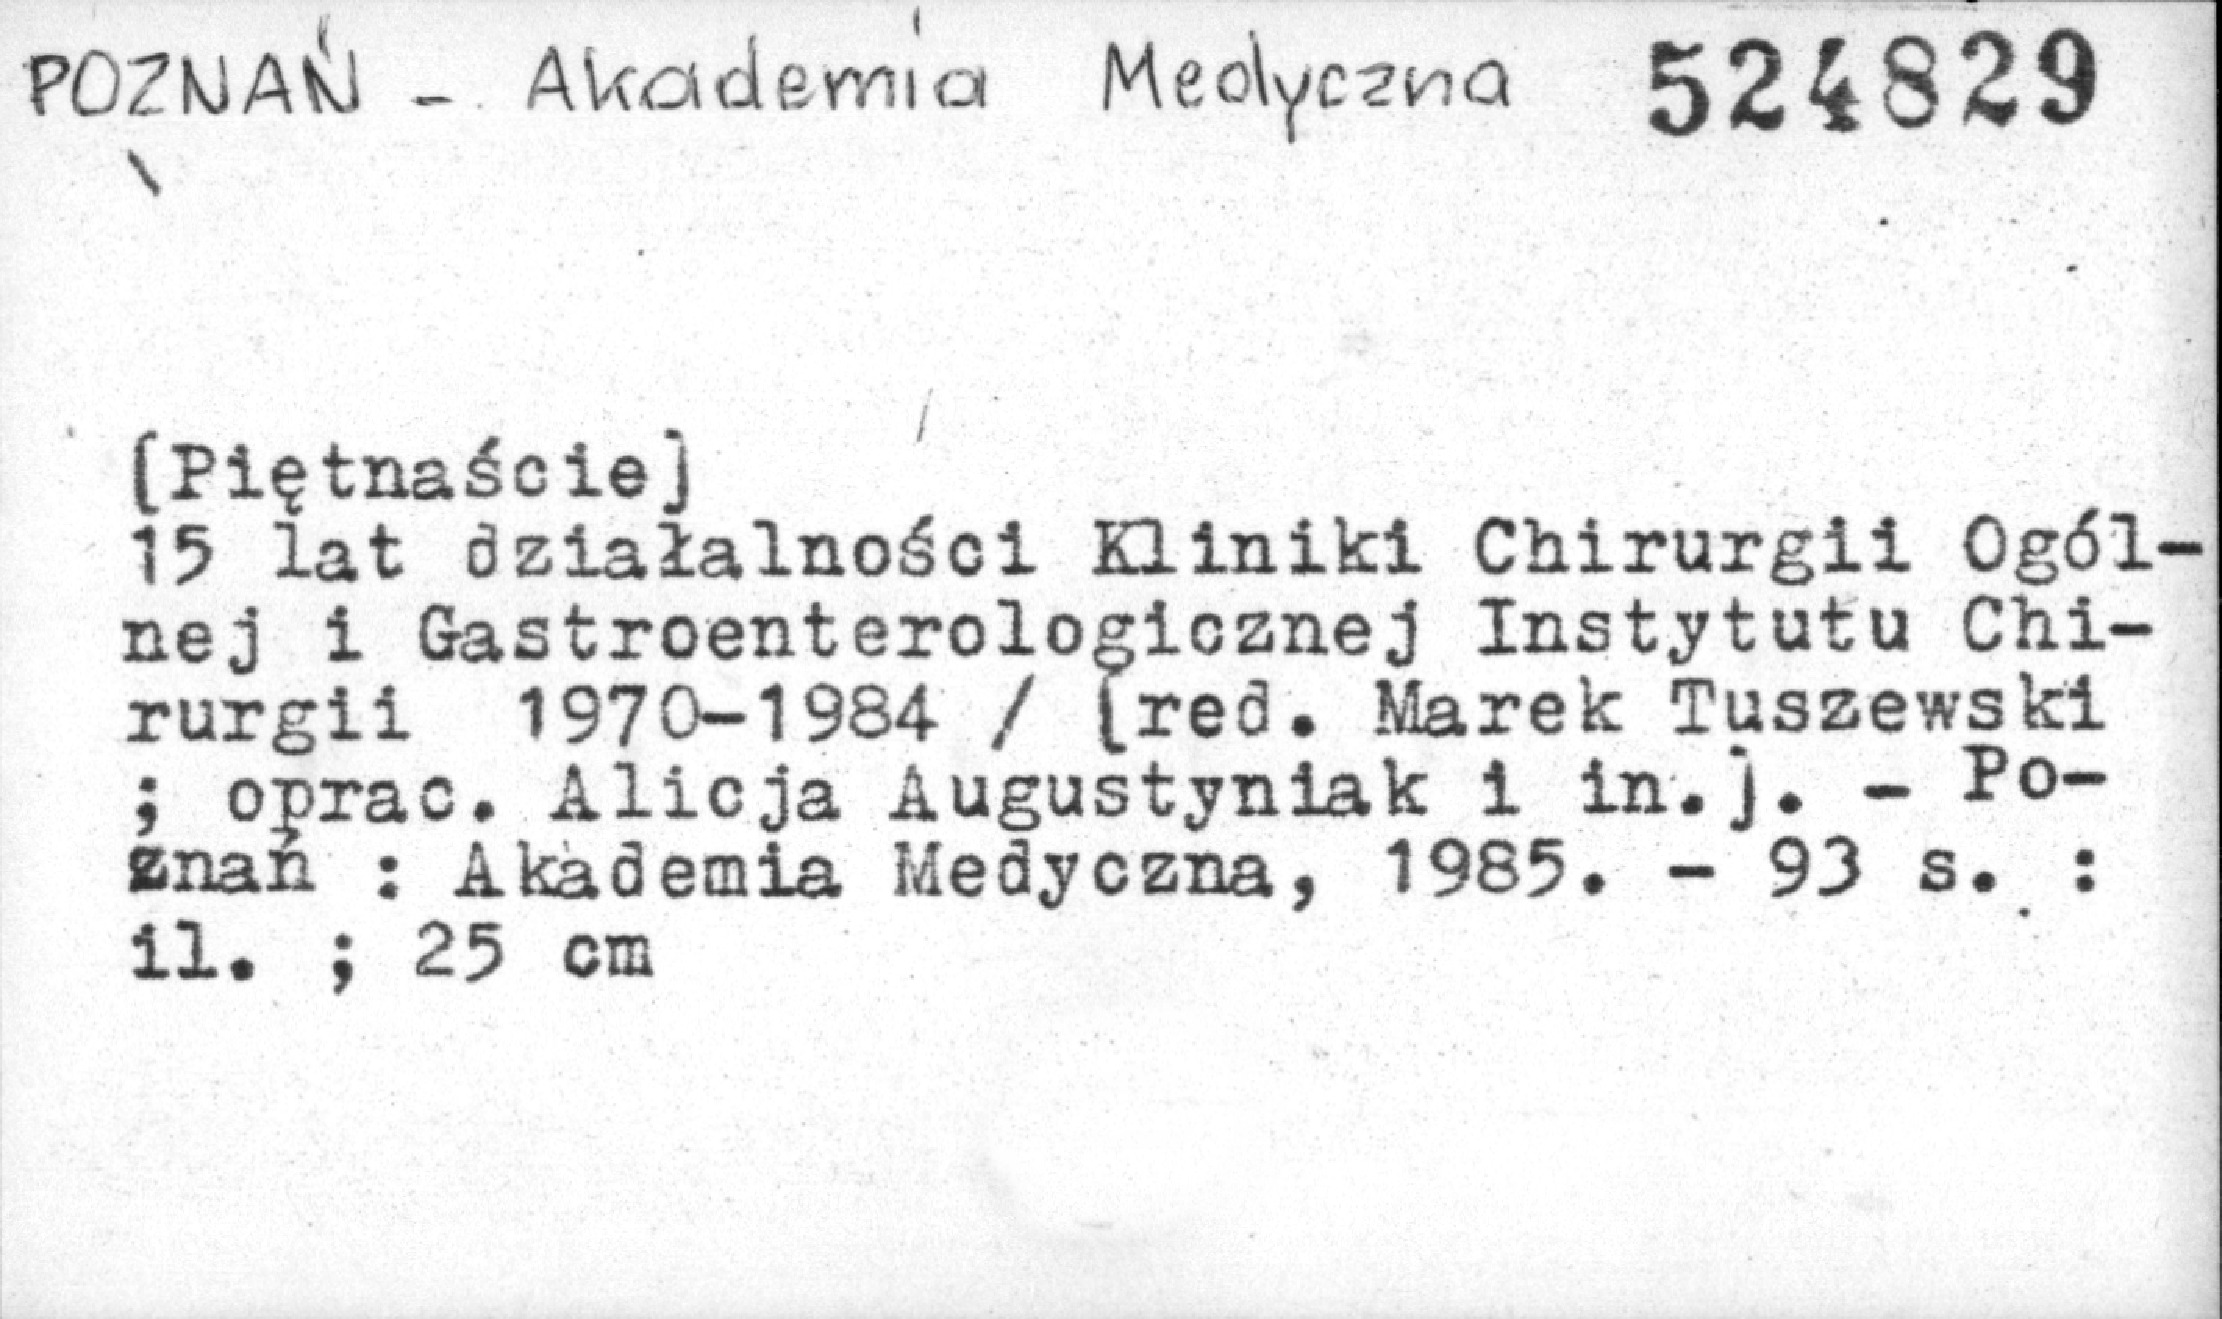 POZNAŃ - Akademia Medyczna 524829
[Piętnaście]
15 lat działalności Kliniki Chirurgii Ogól-
nej i Gastroenterologicznej Instytutu Chi-
rurgii 1970-1984 / [red. Marek Tuszewski
; oprac. Alicja Augustyniak i in.]. - Po-
znań : Akademia Medyczna, 1985. - 93 s. :
il. ; 25 cm